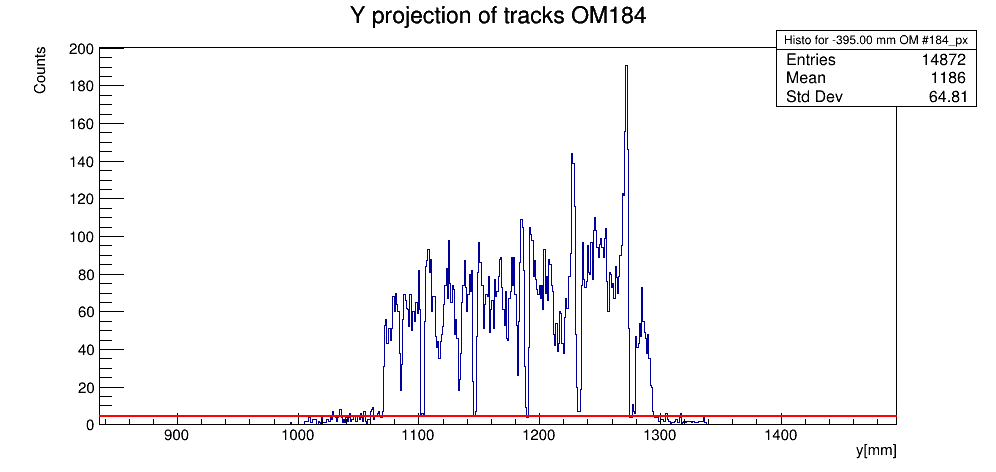 Y projection of tracks OM184
Histo for -395.00 mm OM #184_px
Entries 14872
Mean 1186
Std Dev 64.81
Counts
200
180
160
140
120
100
80
60
40
20
0
900 1000 1100 1200 1300 1400
y[mm]